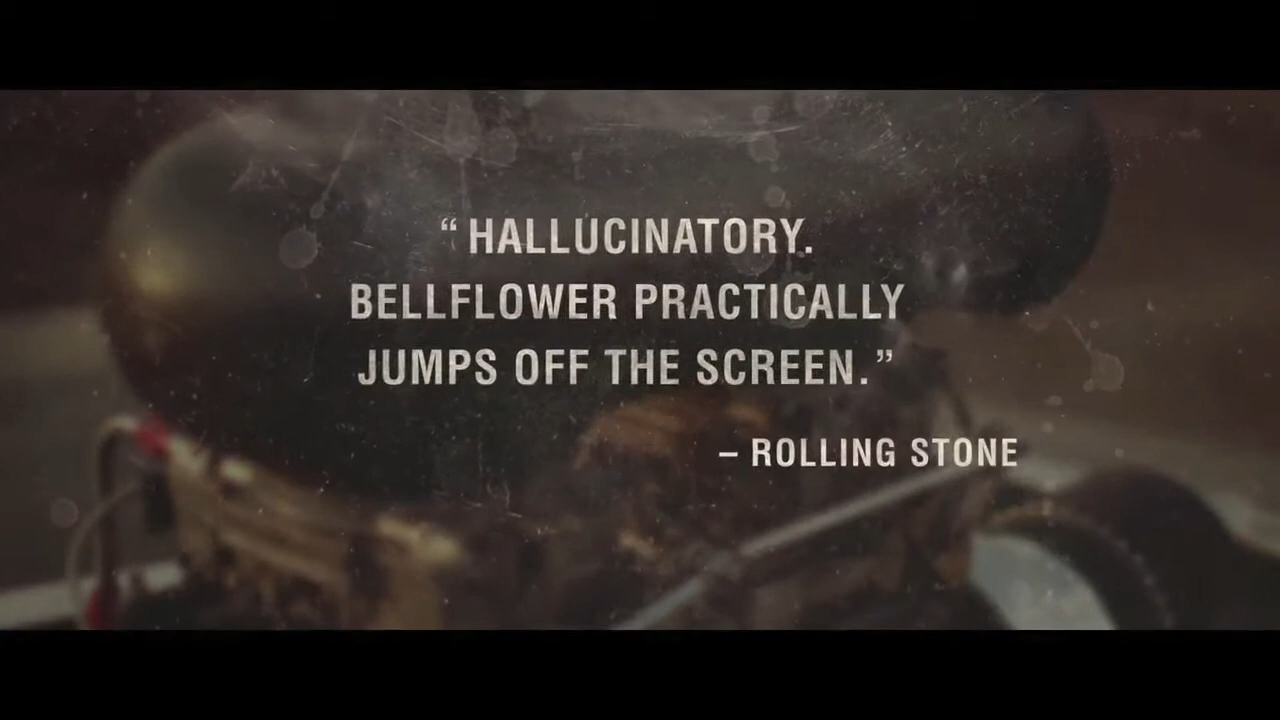 “ HALLUCINATORY.
BELLFLOWER PRACTICALLY
JUMPS OFF THE SCREEN.”
– ROLLING STONE